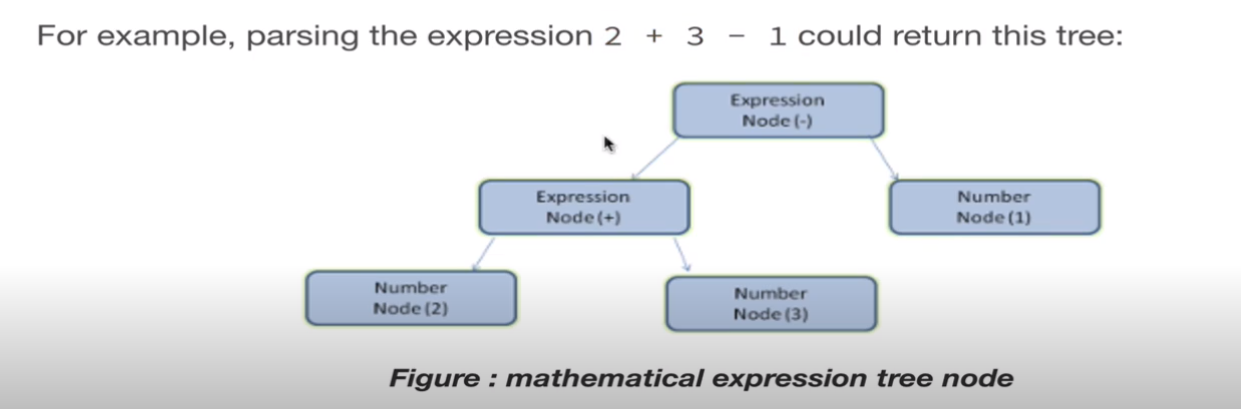 For example, parsing the expression 2 + 3 - 1 could return this tree:
Expression
Node(-)
Expression
Node(+)
Number
Node(1)
Number
Node(2)
Number
Node(3)
Figure : mathematical expression tree node